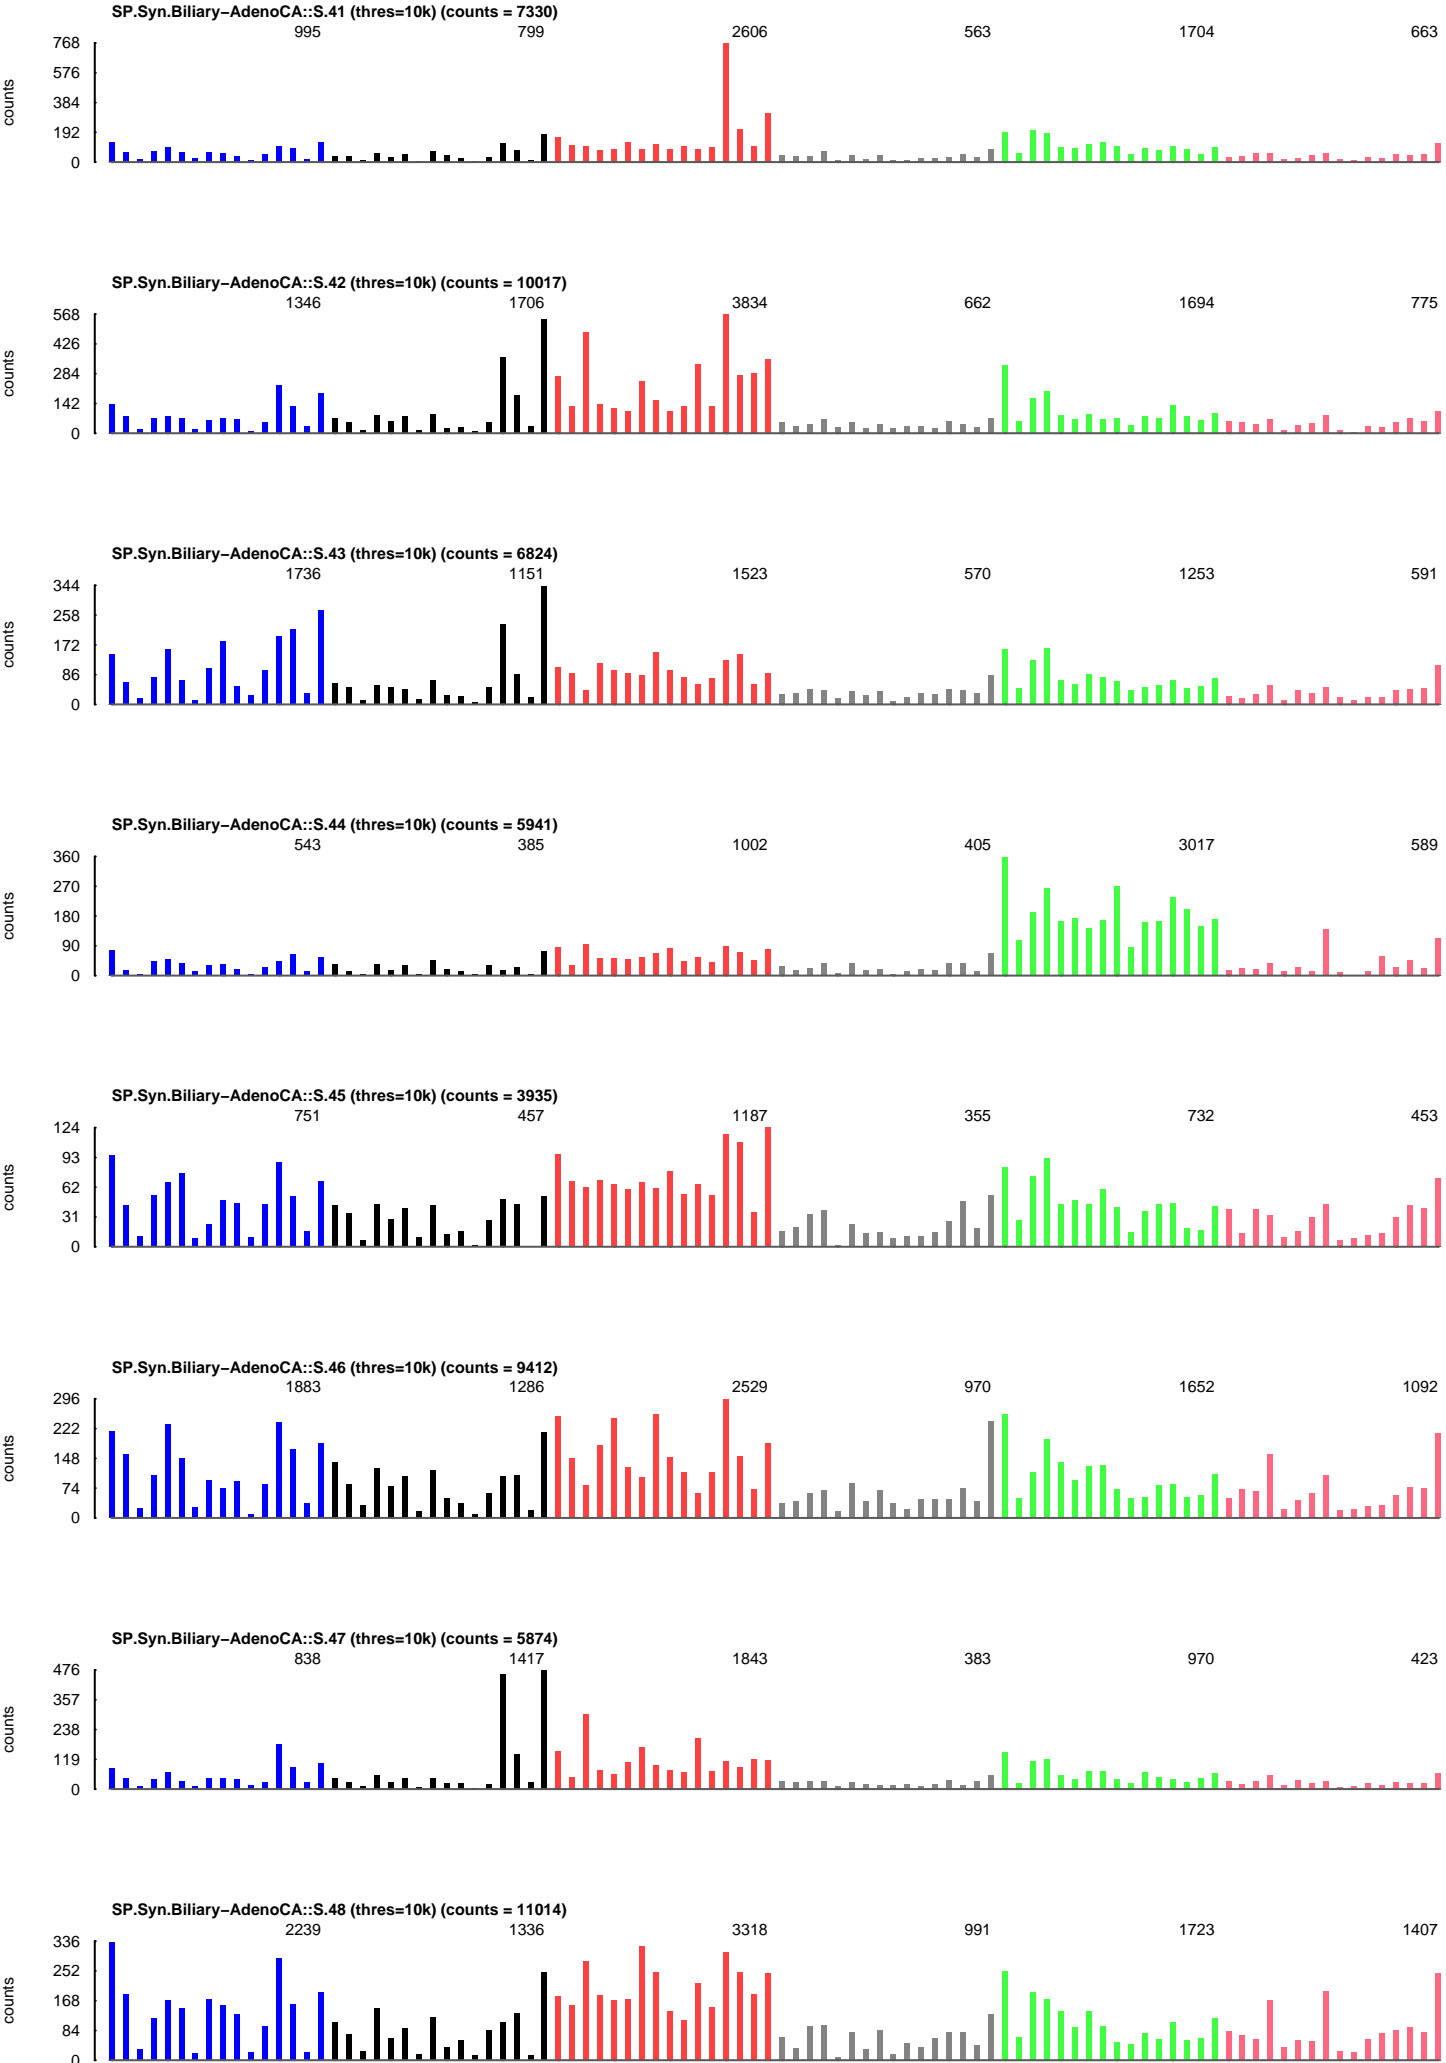 SP.Syn.Biliary−AdenoCA::S.41 (thres=10k) (counts = 7330)
995 799 2606 563 1704 663
768
576
384
192
0
counts
SP.Syn.Biliary−AdenoCA::S.42 (thres=10k) (counts = 10017)
1346 1706 3834 662 1694 775
568
426
284
142
0
counts
SP.Syn.Biliary−AdenoCA::S.43 (thres=10k) (counts = 6824)
1736 1151 1523 570 1253 591
344
258
172
86
0
counts
SP.Syn.Biliary−AdenoCA::S.44 (thres=10k) (counts = 5941)
543 385 1002 405 3017 589
360
270
180
90
0
counts
SP.Syn.Biliary−AdenoCA::S.45 (thres=10k) (counts = 3935)
751 457 1187 355 732 453
124
93
62
31
0
counts
SP.Syn.Biliary−AdenoCA::S.46 (thres=10k) (counts = 9412)
1883 1286 2529 970 1652 1092
296
222
148
74
0
counts
SP.Syn.Biliary−AdenoCA::S.47 (thres=10k) (counts = 5874)
838 1417 1843 383 970 423
476
357
238
119
0
counts
SP.Syn.Biliary−AdenoCA::S.48 (thres=10k) (counts = 11014)
2239 1336 3318 991 1723 1407
336
252
168
84
0
counts